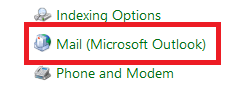 Indexing Options
Mail (Microsoft Outlook)
Phone and Modem